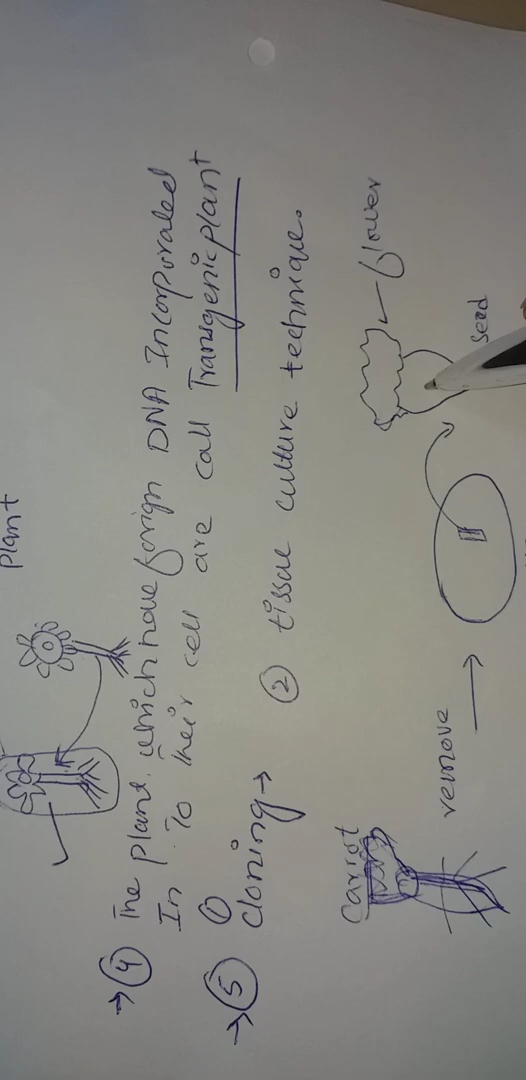 Plant
→ ④ The plant, which have forign DNA Incorporated
In To their cell are call Transgenic plant
→ ⑤ ① Cloning → ② tissue culture technique.
Carrot
remove →
flower
seed